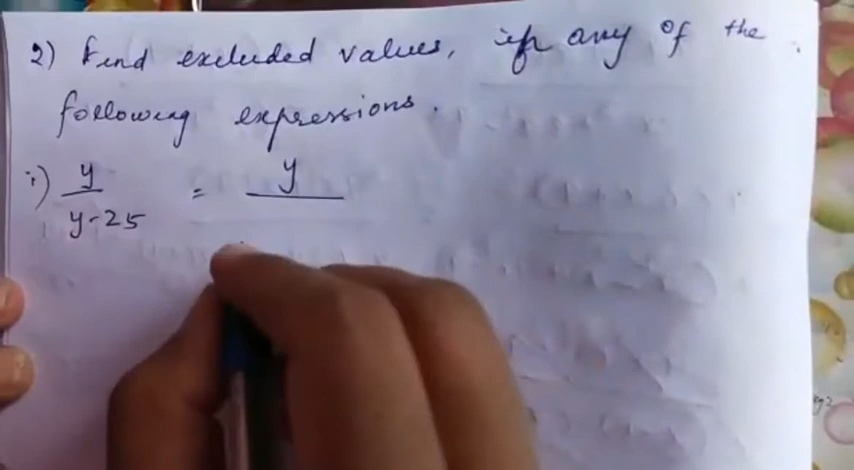 2) Find excluded values, if any of the
following expressions.
i) y/y-25 = y